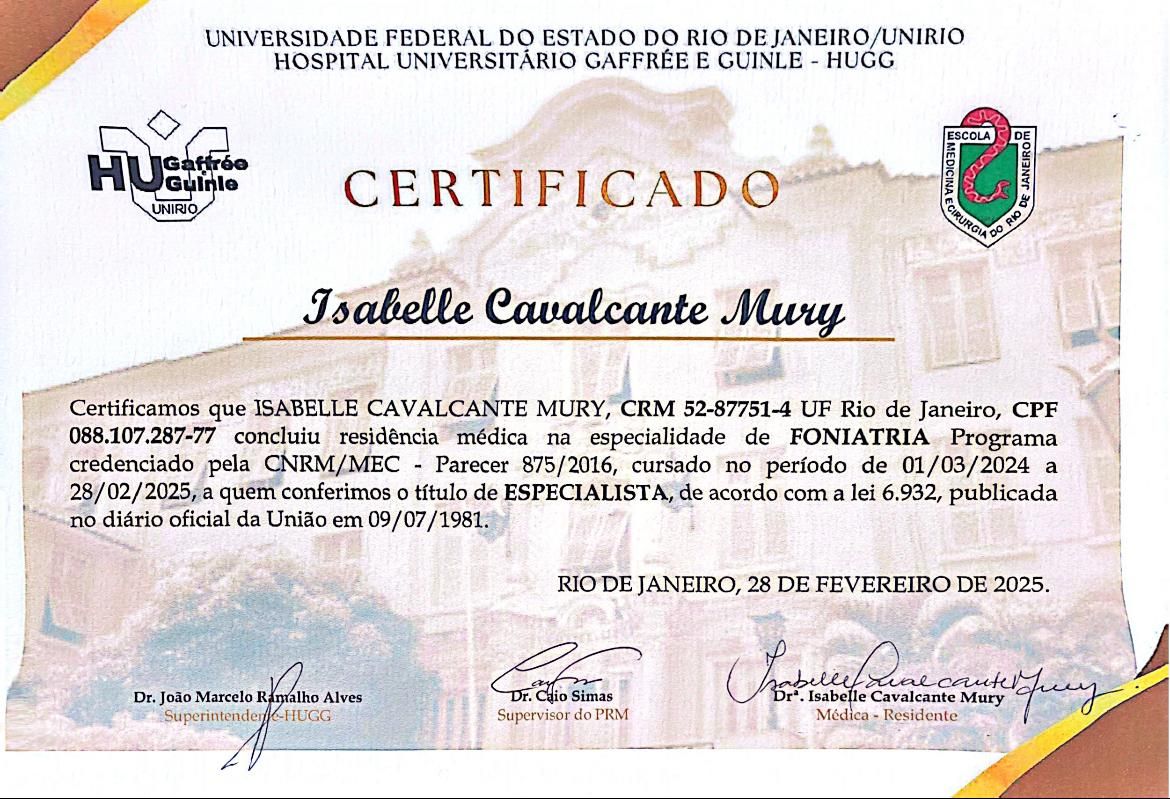 UNIVERSIDADE FEDERAL DO ESTADO DO RIO DE JANEIRO/UNIRIO
HOSPITAL UNIVERSITÁRIO GAFFRÉE E GUINLE - HUGG
HU Gaffrée
Guinle
UNIRIO
ESCOLA DE
MEDICINA E CIRURGIA DO RIO DE JANEIRO
CERTIFICADO
Isabelle Cavalcante Mury
Certificamos que ISABELLE CAVALCANTE MURY, CRM 52-87751-4 UF Rio de Janeiro, CPF
088.107.287-77 concluiu residência médica na especialidade de FONIATRIA Programa
credenciado pela CNRM/MEC - Parecer 875/2016, cursado no período de 01/03/2024 a
28/02/2025, a quem conferimos o título de ESPECIALISTA, de acordo com a lei 6.932, publicada
no diário oficial da União em 09/07/1981.
RIO DE JANEIRO, 28 DE FEVEREIRO DE 2025.
Isabelle Cavalcante Mury
Dr. João Marcelo Ramalho Alves
Superintendente-HUGG
Dr. Caio Simas
Supervisor do PRM
Drª. Isabelle Cavalcante Mury
Médica - Residente